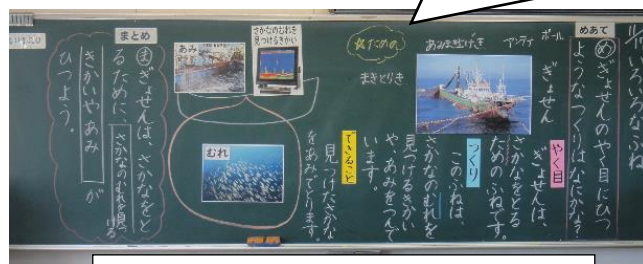 いろいろなふね
めあて
めぎょせんのやく目にひつ
ようなつくりはなにかな?
ポール
アンテナ
あみまき上げき
ぎょせん
やく目
ぎょせんは、
さかなをとる
ためのふねです。
つくり
このふねは、
さかなのむれを
見つけるきかい
や、あみをつんで
います。
できること
見つけたさかな
をあみでとります。
☆ための
まきとりき
さかなのむれを
見つけるきかい
あみ
むれ
まとめ
まぎょせんは、さかなをと
るために、さかなのむれを見つける
きかいやあみが
ひつよう。